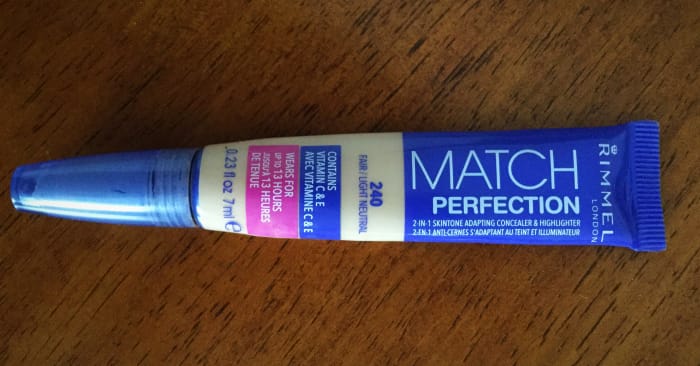 RIMMEL
LONDON
MATCH
PERFECTION
2-IN-1 SKINTONE ADAPTING CONCEALER & HIGHLIGHTER
2-EN-1 ANTI-CERNES S'ADAPTANT AU TEINT ET ILLUMINATEUR
240
FAIR / LIGHT NEUTRAL
CONTAINS
VITAMIN C & E
AVEC VITAMINE C & E
WEARS FOR
UP TO 13 HOURS
JUSQU'À 13 HEURES
DE TENUE
.0.23 fl oz 7 ml e